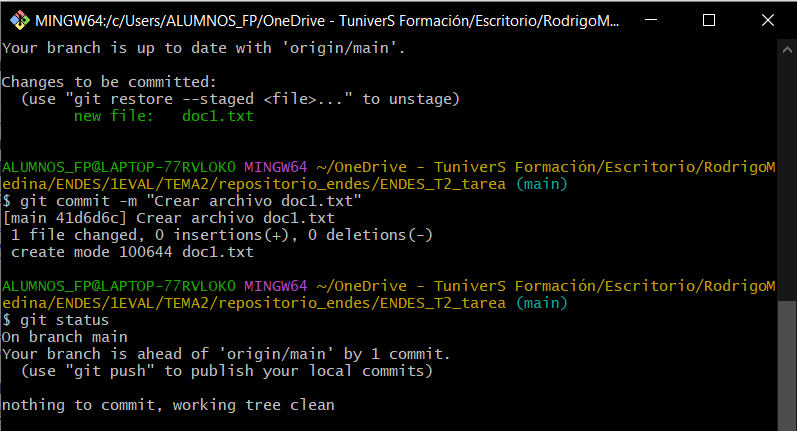 MINGW64:/c/Users/ALUMNOS_FP/OneDrive - TuniverS Formación/Escritorio/RodrigoM...
Your branch is up to date with 'origin/main'.
Changes to be committed:
  (use "git restore --staged <file>..." to unstage)
        new file:   doc1.txt
ALUMNOS_FP@LAPTOP-77RVLOKO MINGW64 ~/OneDrive - TuniverS Formación/Escritorio/RodrigoM
edina/ENDES/1EVAL/TEMA2/repositorio_endes/ENDES_T2_tarea (main)
$ git commit -m "Crear archivo doc1.txt"
[main 41d6d6c] Crear archivo doc1.txt
 1 file changed, 0 insertions(+), 0 deletions(-)
 create mode 100644 doc1.txt
ALUMNOS_FP@LAPTOP-77RVLOKO MINGW64 ~/OneDrive - TuniverS Formación/Escritorio/RodrigoM
edina/ENDES/1EVAL/TEMA2/repositorio_endes/ENDES_T2_tarea (main)
$ git status
On branch main
Your branch is ahead of 'origin/main' by 1 commit.
  (use "git push" to publish your local commits)
nothing to commit, working tree clean